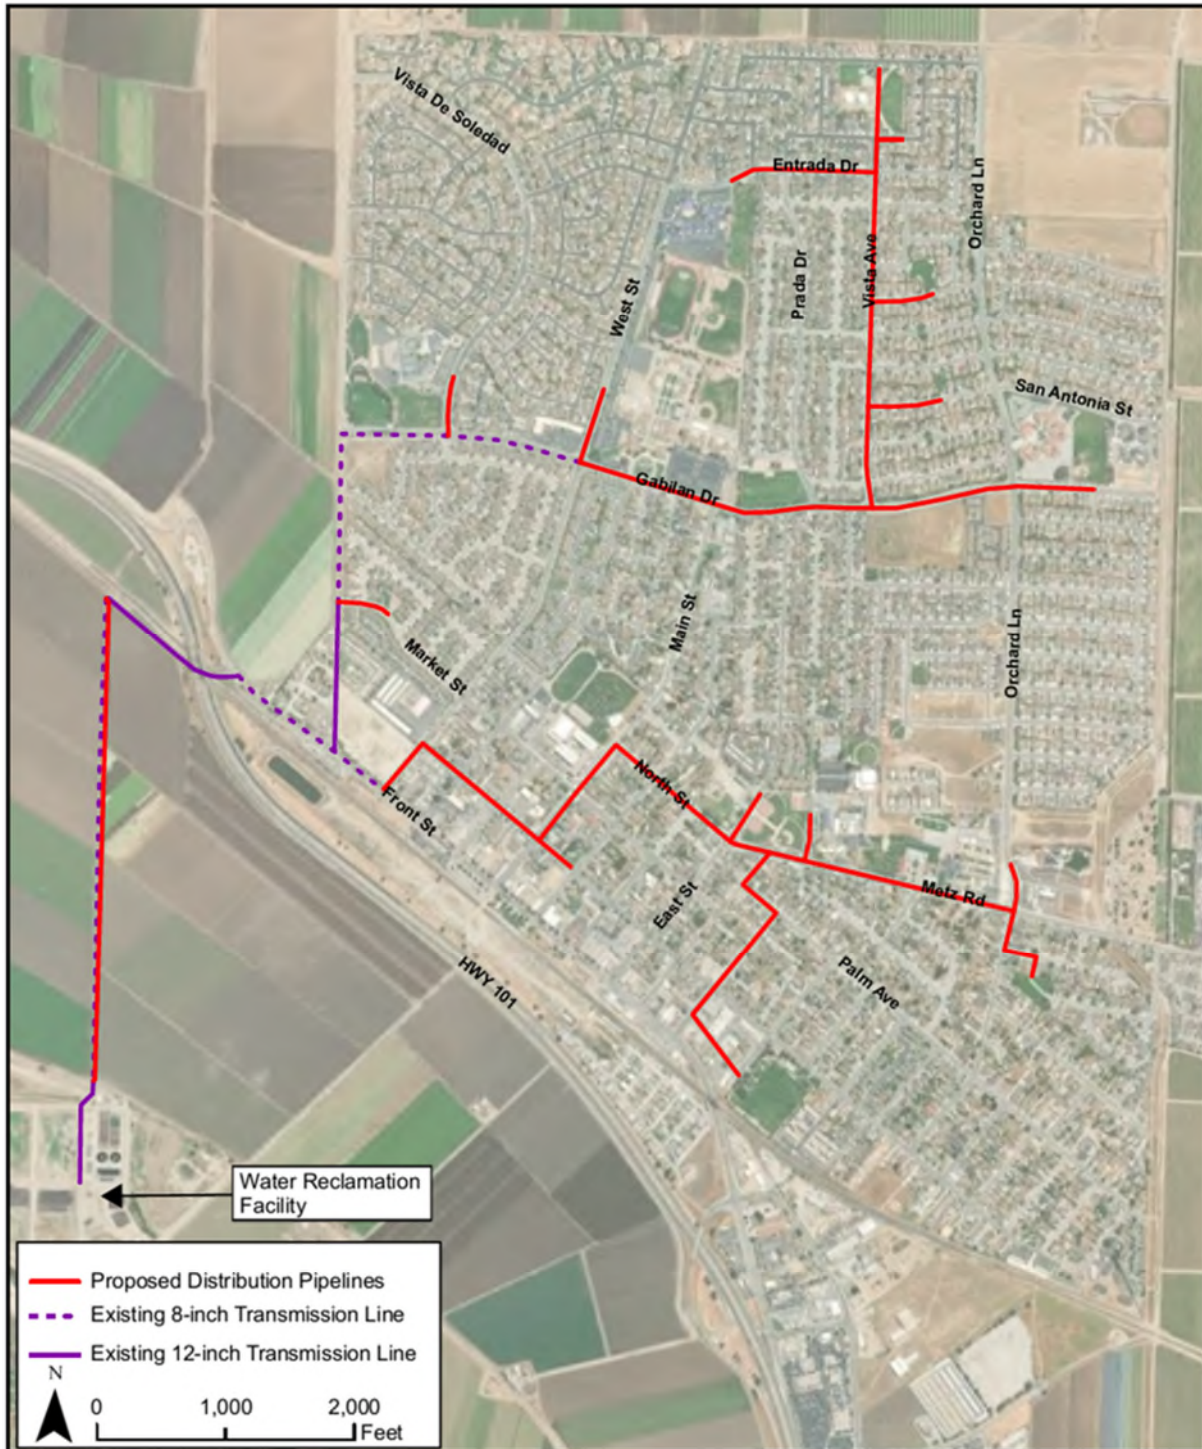 Vista De Soledad
Entrada Dr
Orchard Ln
Vista Ave
Prada Dr
West St
San Antonia St
Gabilan Dr
Main St
Orchard Ln
Market St
North St
Front St
Metz Rd
East St
Palm Ave
HWY 101
Water Reclamation
Facility
Proposed Distribution Pipelines
Existing 8-inch Transmission Line
Existing 12-inch Transmission Line
N
0 1,000 2,000
Feet